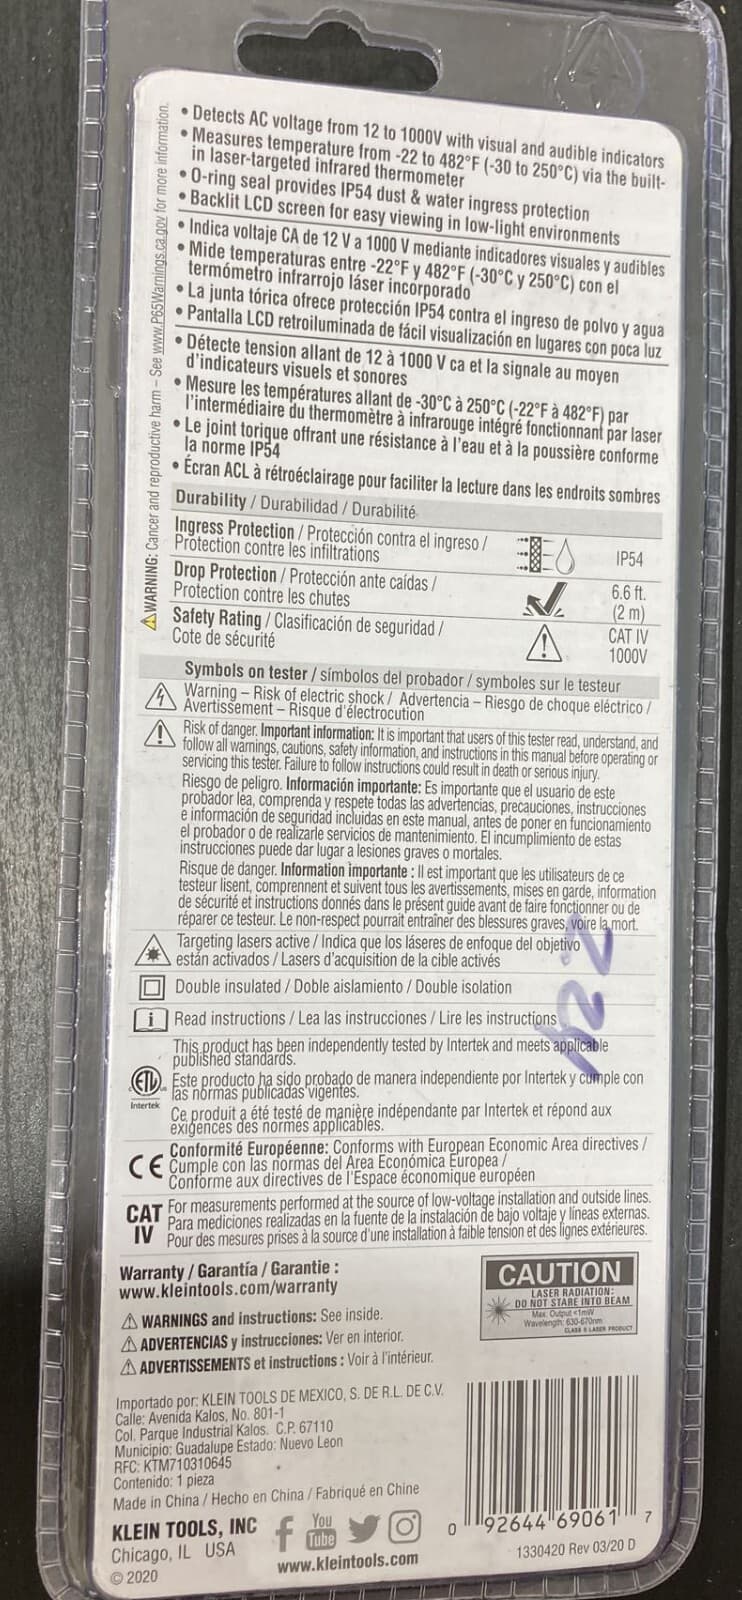 • Detects AC voltage from 12 to 1000V with visual and audible indicators
• Measures temperature from -22 to 482°F (-30 to 250°C) via the built-
in laser-targeted infrared thermometer
• O-ring seal provides IP54 dust & water ingress protection
• Backlit LCD screen for easy viewing in low-light environments
• Indica voltaje CA de 12 V a 1000 V mediante indicadores visuales y audibles
• Mide temperaturas entre -22°F y 482°F (-30°C y 250°C) con el
termómetro infrarrojo láser incorporado
• La junta tórica ofrece protección IP54 contra el ingreso de polvo y agua
• Pantalla LCD retroiluminada de fácil visualización en lugares con poca luz
• Détecte tension allant de 12 à 1000 V ca et la signale au moyen
d'indicateurs visuels et sonores
• Mesure les températures allant de -30°C à 250°C (-22°F à 482°F) par
l'intermédiaire du thermomètre à infrarouge intégré fonctionnant par laser
• Le joint torique offrant une résistance à l'eau et à la poussière conforme
la norme IP54
• Écran ACL à rétroéclairage pour faciliter la lecture dans les endroits sombres
WARNING: Cancer and reproductive harm – See www.P65Warnings.ca.gov for more information.
Durability / Durabilidad / Durabilité
Ingress Protection / Protección contra el ingreso /
Protection contre les infiltrations
IP54
Drop Protection / Protección ante caídas /
Protection contre les chutes
6.6 ft.
(2 m)
Safety Rating / Clasificación de seguridad /
Cote de sécurité
CAT IV
1000V
Symbols on tester / símbolos del probador / symboles sur le testeur
Warning – Risk of electric shock / Advertencia – Riesgo de choque eléctrico /
Avertissement – Risque d'électrocution
Risk of danger. Important information: It is important that users of this tester read, understand, and
follow all warnings, cautions, safety information, and instructions in this manual before operating or
servicing this tester. Failure to follow instructions could result in death or serious injury.
Riesgo de peligro. Información importante: Es importante que el usuario de este
probador lea, comprenda y respete todas las advertencias, precauciones, instrucciones
e información de seguridad incluidas en este manual, antes de poner en funcionamiento
el probador o de realizarle servicios de mantenimiento. El incumplimiento de estas
instrucciones puede dar lugar a lesiones graves o mortales.
Risque de danger. Information importante : Il est important que les utilisateurs de ce
testeur lisent, comprennent et suivent tous les avertissements, mises en garde, information
de sécurité et instructions donnés dans le présent guide avant de faire fonctionner ou de
réparer ce testeur. Le non-respect pourrait entraîner des blessures graves, voire la mort.
Targeting lasers active / Indica que los láseres de enfoque del objetivo
están activados / Lasers d'acquisition de la cible activés
Double insulated / Doble aislamiento / Double isolation
i Read instructions / Lea las instrucciones / Lire les instructions
This product has been independently tested by Intertek and meets applicable
published standards.
ETL
Intertek
Este producto ha sido probado de manera independiente por Intertek y cumple con
las normas publicadas vigentes.
Ce produit a été testé de manière indépendante par Intertek et répond aux
exigences des normes applicables.
CE
Conformité Européenne: Conforms with European Economic Area directives /
Cumple con las normas del Área Económica Europea /
Conforme aux directives de l'Espace économique européen
CAT
IV
For measurements performed at the source of low-voltage installation and outside lines.
Para mediciones realizadas en la fuente de la instalación de bajo voltaje y líneas externas.
Pour des mesures prises à la source d'une installation à faible tension et des lignes extérieures.
Warranty / Garantía / Garantie :
www.kleintools.com/warranty
WARNINGS and instructions: See inside.
ADVERTENCIAS y instrucciones: Ver en interior.
ADVERTISSEMENTS et instructions : Voir à l'intérieur.
CAUTION
LASER RADIATION:
DO NOT STARE INTO BEAM
Max. Output <1mW
Wavelength: 630-670nm
CLASS II LASER PRODUCT
Importado por: KLEIN TOOLS DE MEXICO, S. DE R.L. DE C.V.
Calle: Avenida Kalos, No. 801-1
Col. Parque Industrial Kalos. C.P. 67110
Municipio: Guadalupe Estado: Nuevo Leon
RFC: KTM710310645
Contenido: 1 pieza
Made in China / Hecho en China / Fabriqué en Chine
KLEIN TOOLS, INC
Chicago, IL USA
© 2020
f
You
Tube
www.kleintools.com
0 92644 69061 7
1330420 Rev 03/20 D